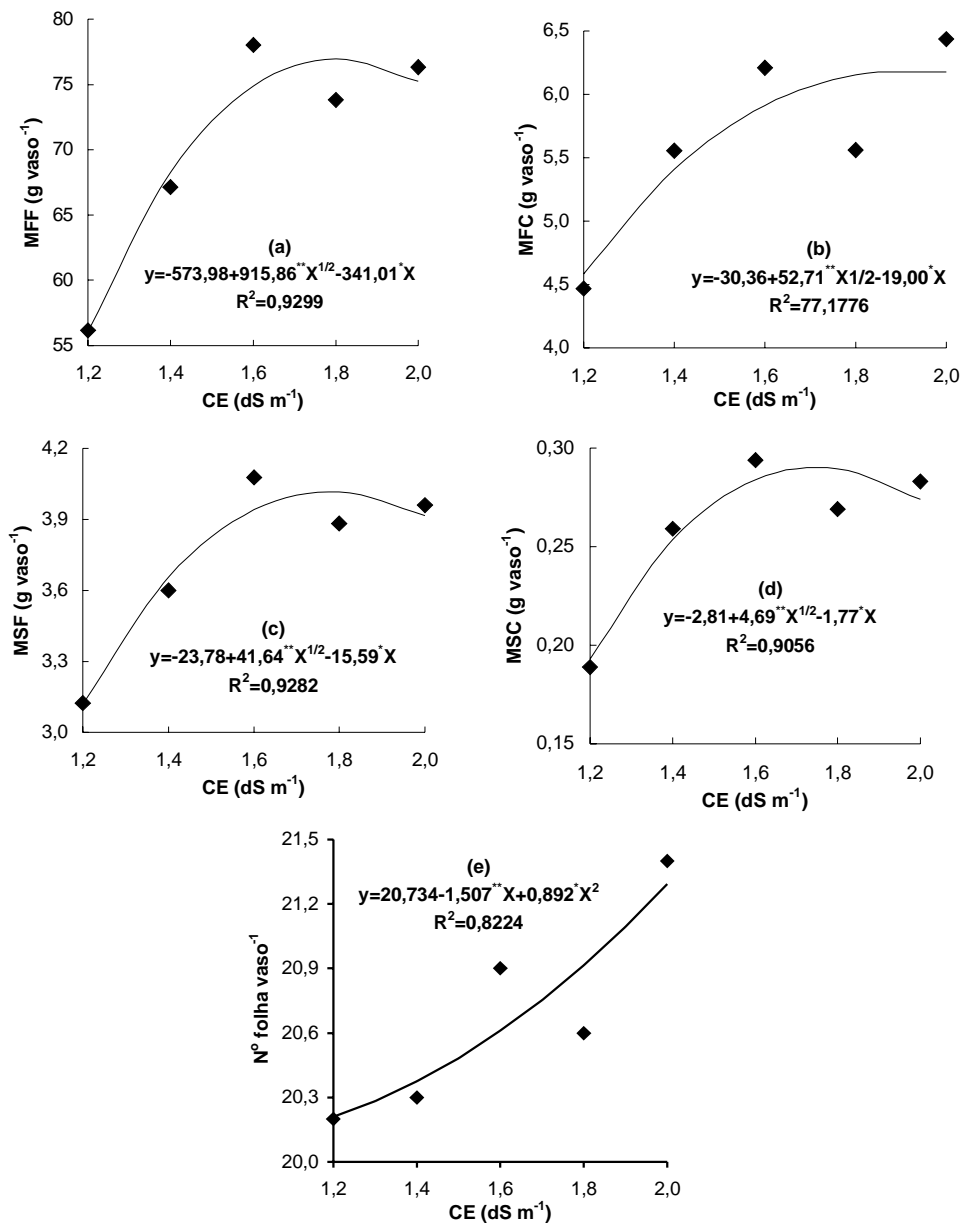 80
75
70
65
60
55
MFF (g vaso-1)
(a)
y=-573,98+915,86**X1/2-341,01*X
R2=0,9299
1,2 1,4 1,6 1,8 2,0
CE (dS m-1)
6,5
6,0
5,5
5,0
4,5
4,0
MFC (g vaso-1)
(b)
y=-30,36+52,71**X1/2-19,00*X
R2=77,1776
1,2 1,4 1,6 1,8 2,0
CE (dS m-1)
4,2
3,9
3,6
3,3
3,0
MSF (g vaso-1)
(c)
y=-23,78+41,64**X1/2-15,59*X
R2=0,9282
1,2 1,4 1,6 1,8 2,0
CE (dS m-1)
0,30
0,25
0,20
0,15
MSC (g vaso-1)
(d)
y=-2,81+4,69**X1/2-1,77*X
R2=0,9056
1,2 1,4 1,6 1,8 2,0
CE (dS m-1)
21,5
21,2
20,9
20,6
20,3
20,0
Nº folha vaso-1
(e)
y=20,734-1,507**X+0,892*X2
R2=0,8224
1,2 1,4 1,6 1,8 2,0
CE (dS m-1)